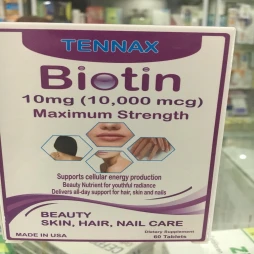 TENNAX
Biotin
10mg (10,000 mcg)
Maximum Strength
Supports cellular energy production
Beauty Nutrient for youthful radiance
Delivers all-day support for hair, skin and nails
BEAUTY
SKIN, HAIR, NAIL CARE
Dietary Supplement
MADE IN USA
60 Tablets